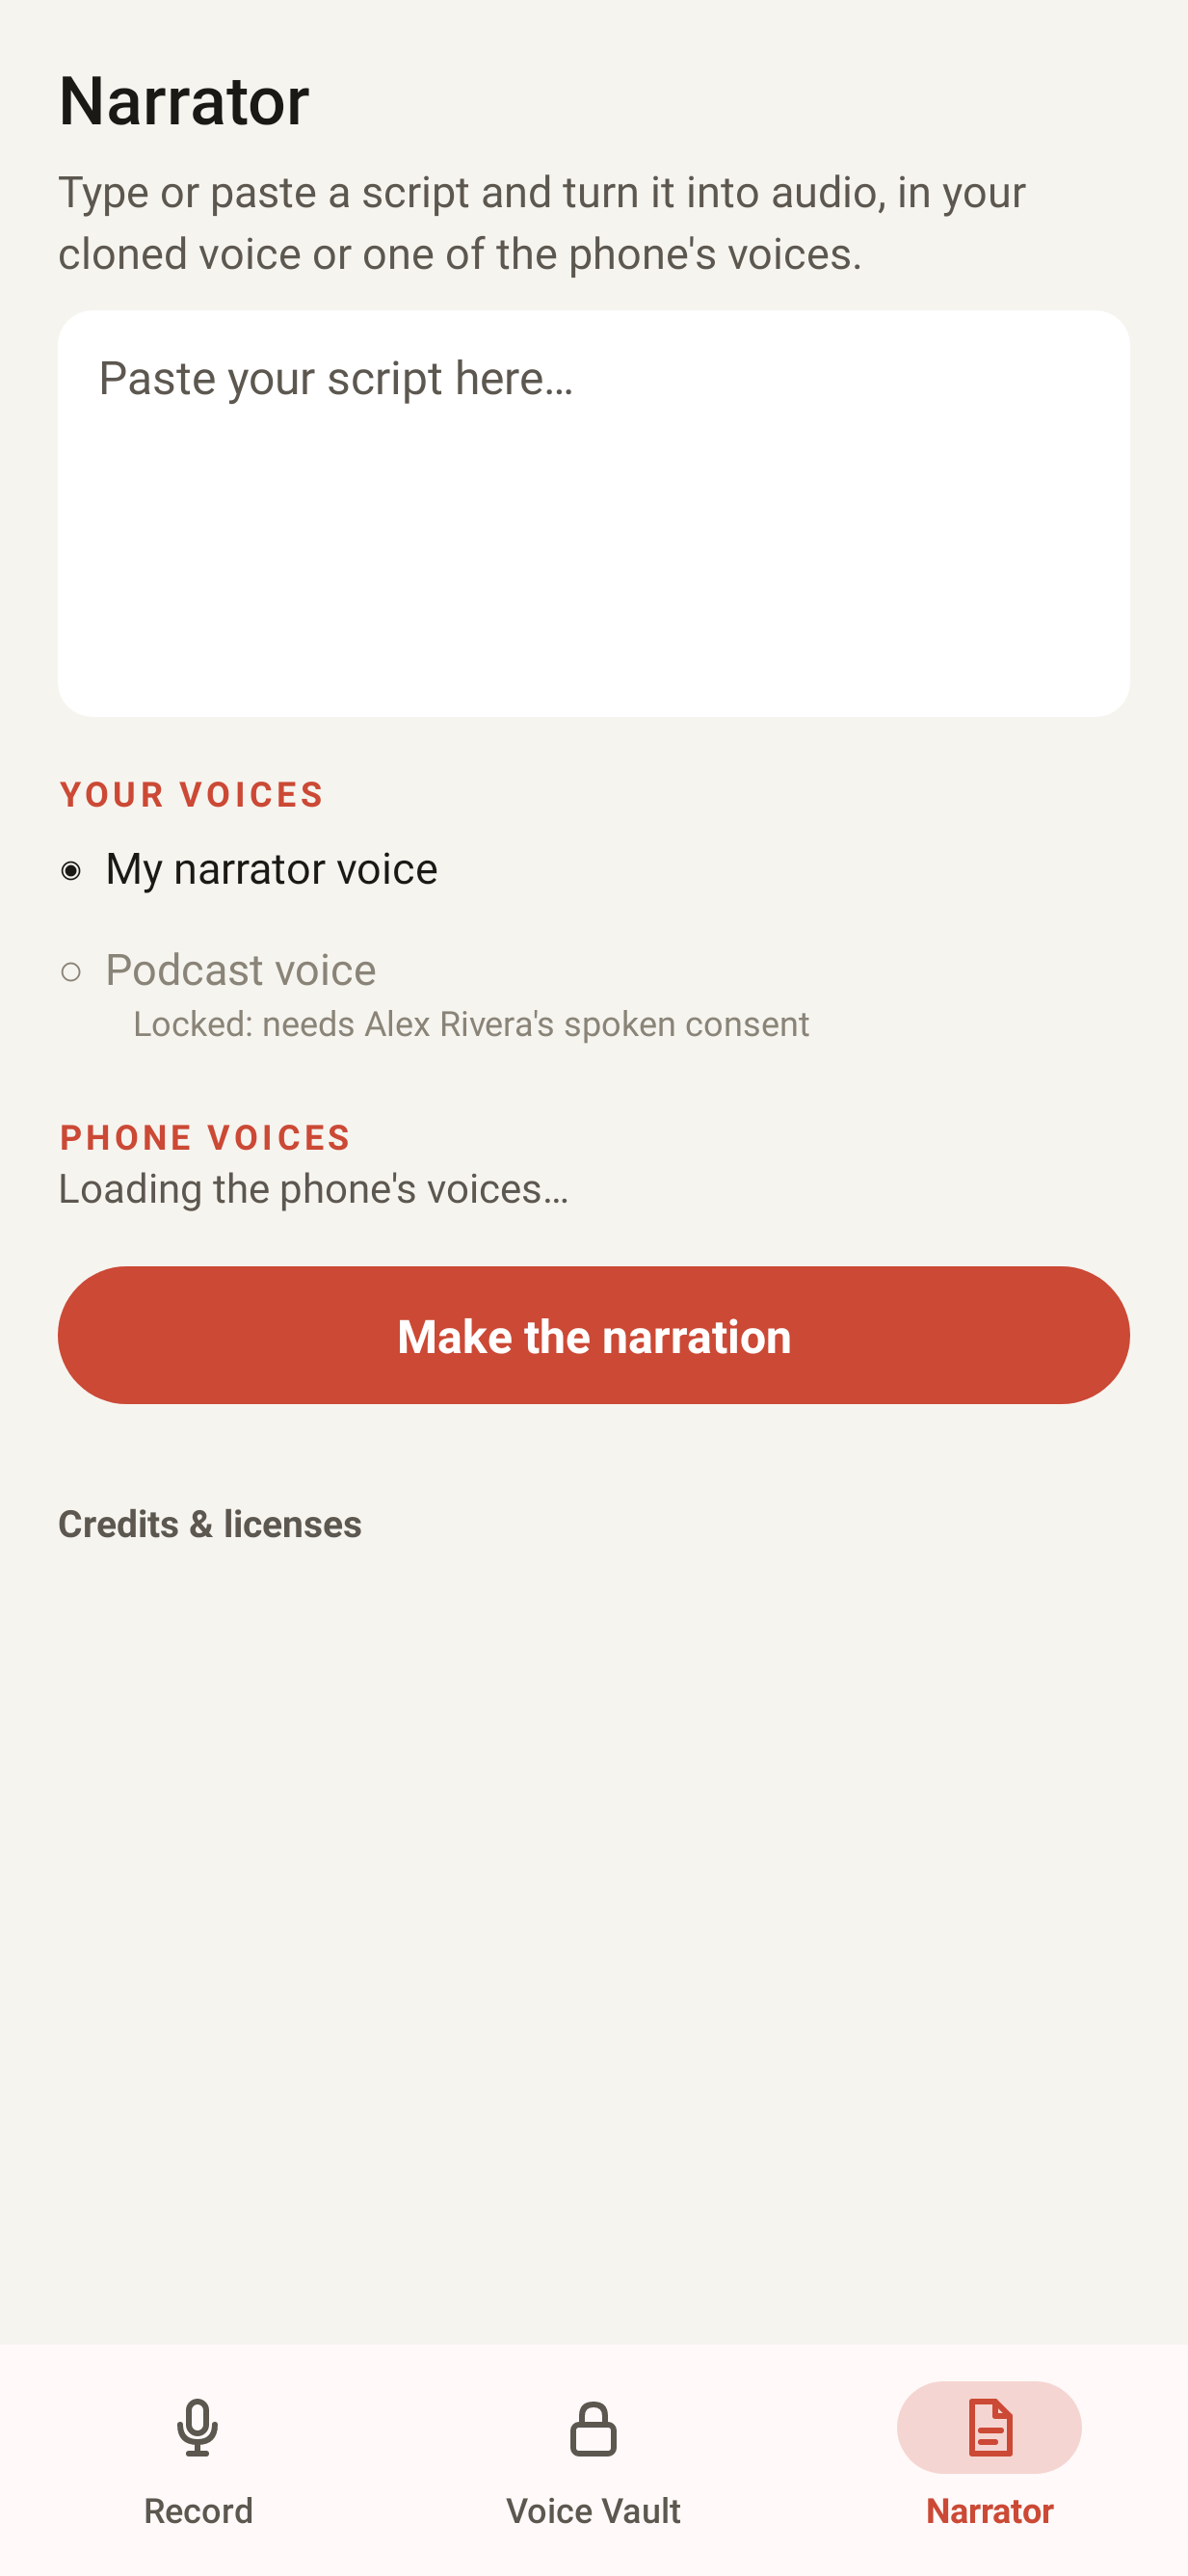 Narrator
Type or paste a script and turn it into audio, in your
cloned voice or one of the phone's voices.
Paste your script here…
YOUR VOICES
My narrator voice
Podcast voice
Locked: needs Alex Rivera's spoken consent
PHONE VOICES
Loading the phone's voices…
Make the narration
Credits & licenses
Record
Voice Vault
Narrator